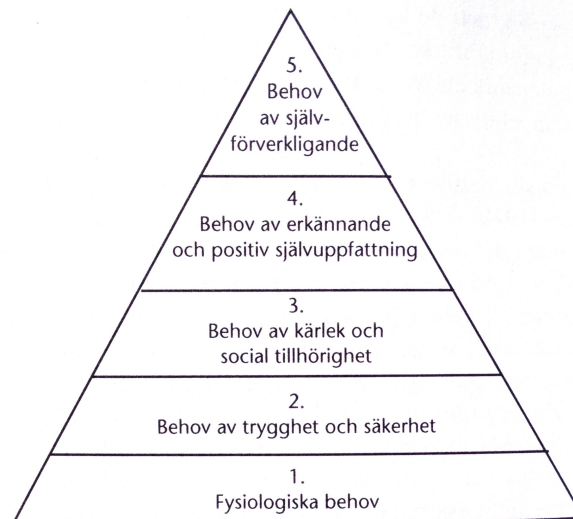 5.
Behov
av själv-
förverkligande
4.
Behov av erkännande
och positiv självuppfattning
3.
Behov av kärlek och
social tillhörighet
2.
Behov av trygghet och säkerhet
1.
Fysiologiska behov